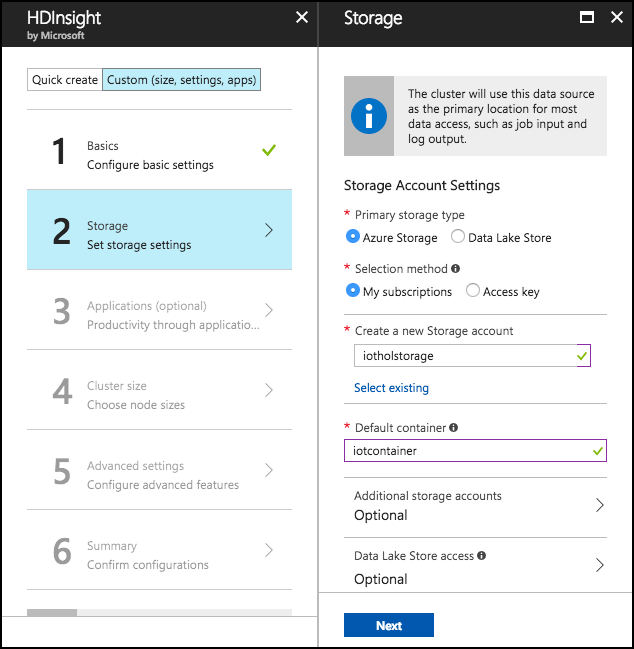 HDInsight
by Microsoft
Quick create
Custom (size, settings, apps)
1
Basics
Configure basic settings
2
Storage
Set storage settings
3
Applications (optional)
Productivity through applicatio...
4
Cluster size
Choose node sizes
5
Advanced settings
Configure advanced features
6
Summary
Confirm configurations
Storage
The cluster will use this data source
as the primary location for most
data access, such as job input and
log output.
Storage Account Settings
* Primary storage type
Azure Storage
Data Lake Store
* Selection method
My subscriptions
Access key
* Create a new Storage account
iotholstorage
Select existing
* Default container
iotcontainer
Additional storage accounts
Optional
Data Lake Store access
Optional
Next